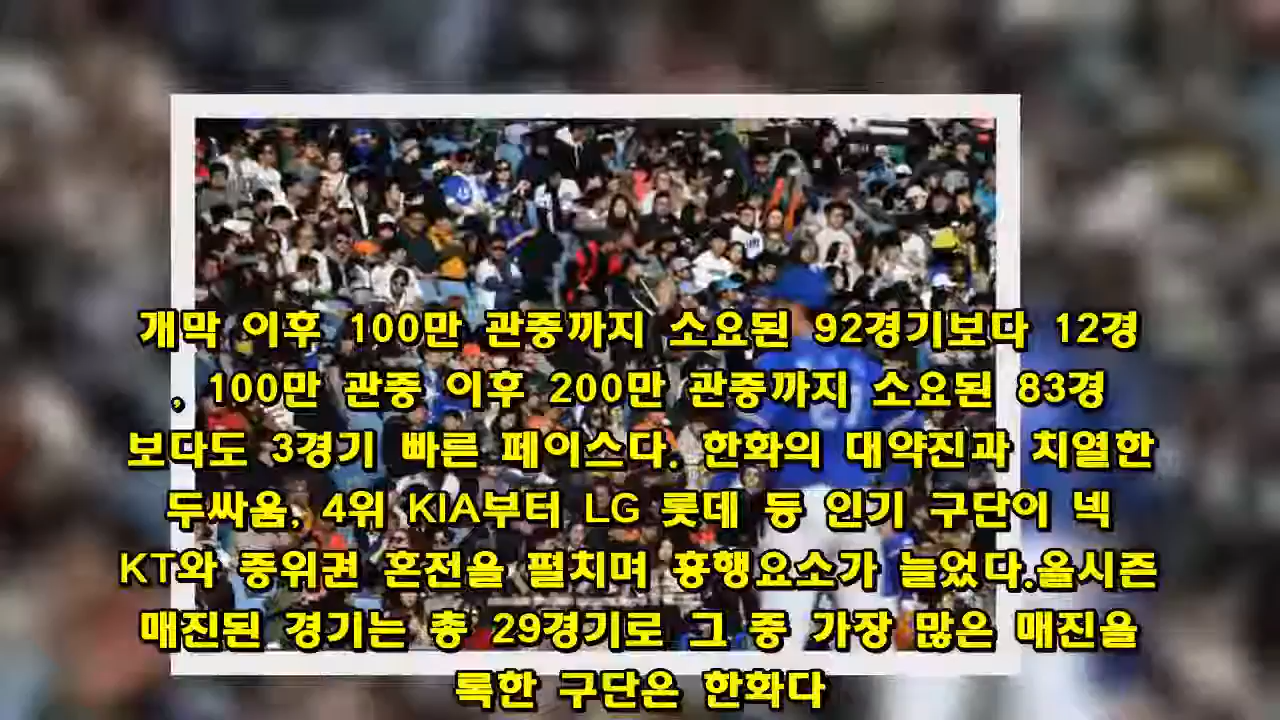 개막 이후 100만 관중까지 소요된 92경기보다 12경
, 100만 관중 이후 200만 관중까지 소요된 83경
보다도 3경기 빠른 페이스다. 한화의 대약진과 치열한
두싸움, 4위 KIA부터 LG 롯데 등 인기 구단이 넥
KT와 중위권 혼전을 펼치며 흥행요소가 늘었다.올시즌
매진된 경기는 총 29경기로 그 중 가장 많은 매진을
록한 구단은 한화다